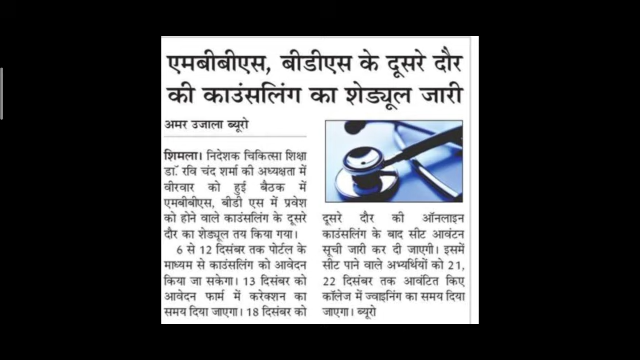 एमबीबीएस, बीडीएस के दूसरे दौर
की काउंसलिंग का शेड्यूल जारी
अमर उजाला ब्यूरो
शिमला। निदेशक चिकित्सा शिक्षा
डॉ. रवि चंद शर्मा की अध्यक्षता में
वीरवार को हुई बैठक में
एमबीबीएस, बीडी एस में प्रवेश
को होने वाले काउंसलिंग के दूसरे
दौर का शेड्यूल तय किया गया।
6 से 12 दिसंबर तक पोर्टल के
माध्यम से काउंसलिंग को आवेदन
किया जा सकेगा। 13 दिसंबर को
आवेदन फार्म में करेक्शन का
समय दिया जाएगा। 18 दिसंबर को
दूसरे दौर की ऑनलाइन
काउंसलिंग के बाद सीट आवंटन
सूची जारी कर दी जाएगी। इसमें
सीट पाने वाले अभ्यर्थियों को 21,
22 दिसंबर तक आवंटित किए
कॉलेज में ज्वाइनिंग का समय दिया
जाएगा। ब्यूरो